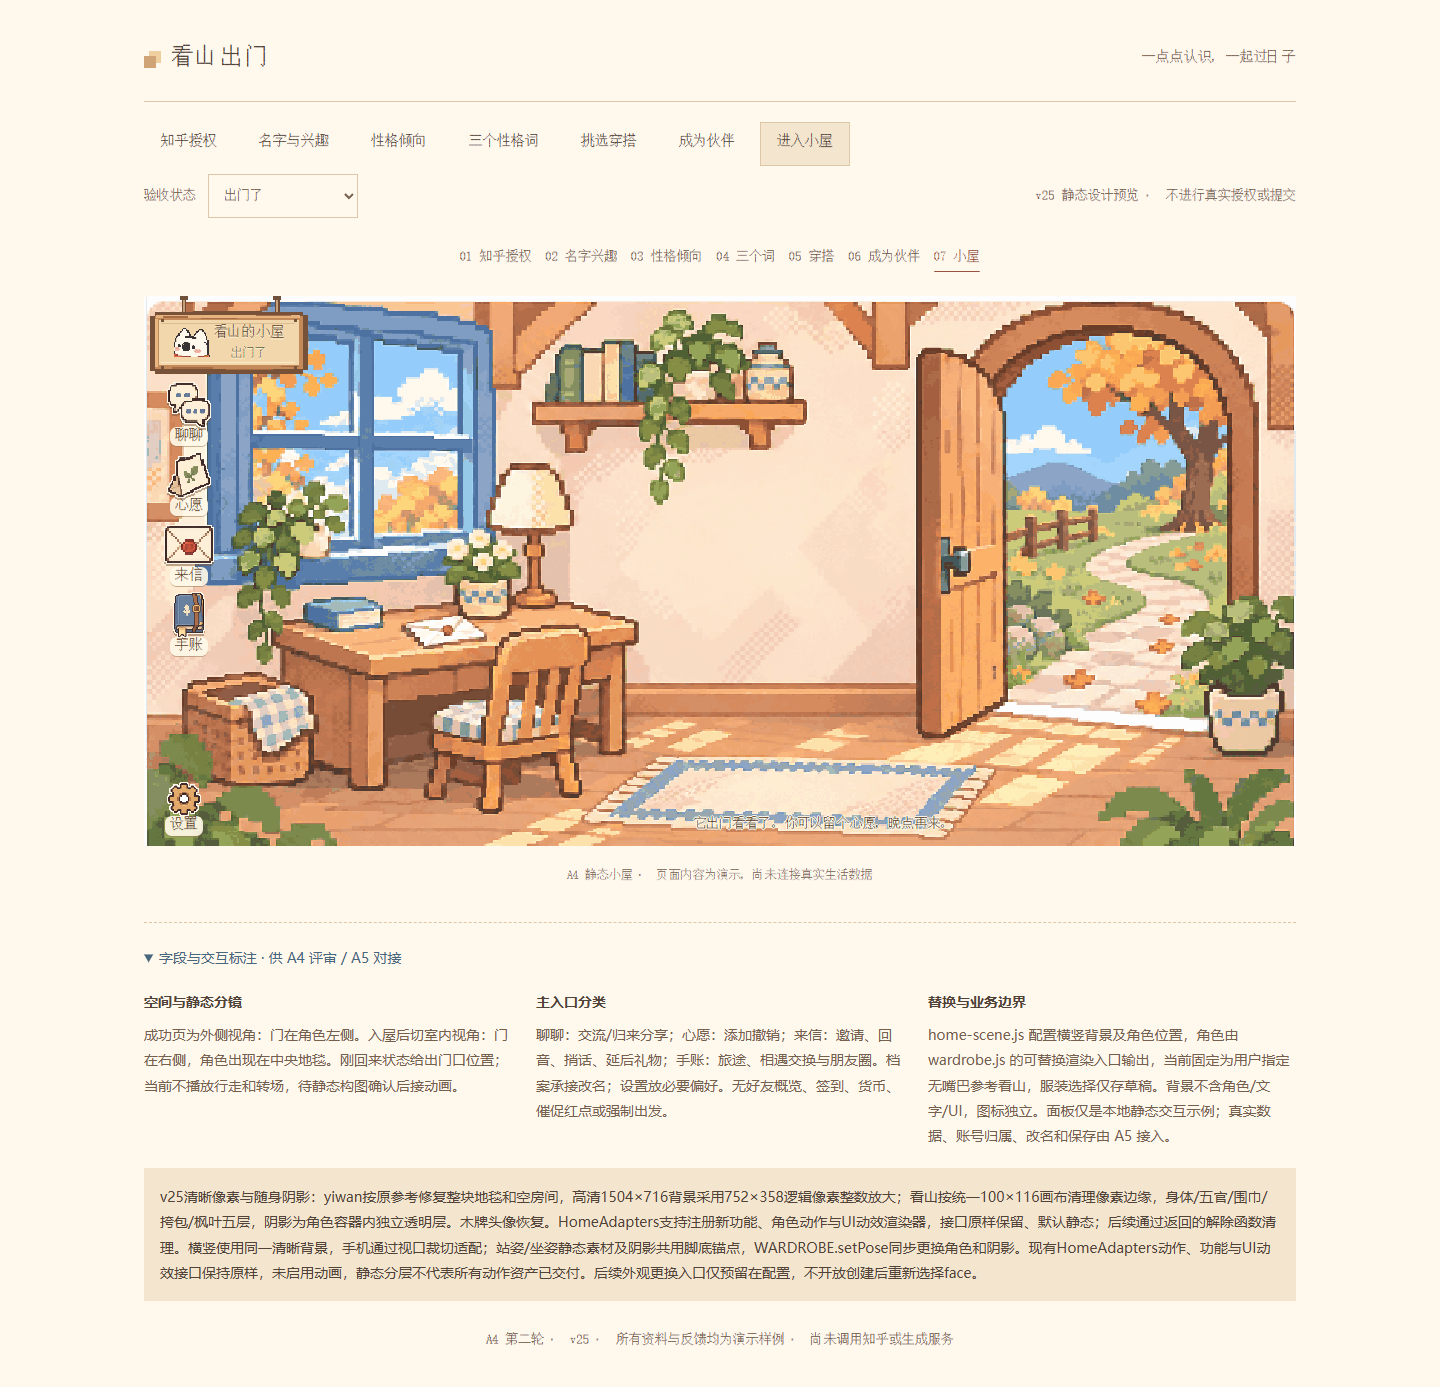 看山出门
一点点认识，一起过日子
知乎授权 名字与兴趣 性格倾向 三个性格词 挑选穿搭 成为伙伴 进入小屋
验收状态 出门了
v25 静态设计预览 · 不进行真实授权或提交
01 知乎授权 02 名字兴趣 03 性格倾向 04 三个词 05 穿搭 06 成为伙伴 07 小屋
看山的小屋
出门了
聊聊
心愿
来信
手账
设置
它出门看看了。你可以留个心愿，晚点再来。
A4 静态小屋 · 页面内容为演示，尚未连接真实生活数据
▼ 字段与交互标注 · 供 A4 评审 / A5 对接
空间与静态分镜
成功页为外侧视角：门在角色左侧。入屋后切室内视角：门
在右侧，角色出现在中央地毯。刚回来状态给出门口位置；
当前不播放行走和转场，待静态构图确认后接动画。
主入口分类
聊聊：交流/归来分享；心愿：添加撤销；来信：邀请、回
音、捎话、延后礼物；手账：旅途、相遇交换与朋友圈。档
案承接改名；设置放必要偏好。无好友概览、签到、货币、
催促红点或强制出发。
替换与业务边界
home-scene.js 配置横竖背景及角色位置，角色由
wardrobe.js 的可替换渲染入口输出，当前固定为用户指定
无嘴巴参考看山，服装选择仅存草稿。背景不含角色/文
字/UI，图标独立。面板仅是本地静态交互示例；真实数
据、账号归属、改名和保存由 A5 接入。
v25清晰像素与随身阴影：yiwan按原参考修复整块地毯和空房间，高清1504×716背景采用752×358逻辑像素整数放大；看山按统一100×116画布清理像素边缘，身体/五官/围巾/
挎包/枫叶五层，阴影为角色容器内独立透明层。木牌头像恢复。HomeAdapters支持注册新功能、角色动作与UI动效渲染器，接口原样保留、默认静态；后续通过返回的解除函数清
理。横竖使用同一清晰背景，手机通过视口裁切适配；站姿/坐姿静态素材及阴影共用脚底锚点，WARDROBE.setPose同步更换角色和阴影。现有HomeAdapters动作、功能与UI动
效接口保持原样，未启用动画，静态分层不代表所有动作资产已交付。后续外观更换入口仅预留在配置，不开放创建后重新选择face。
A4 第二轮 · v25 · 所有资料与反馈均为演示样例 · 尚未调用知乎或生成服务